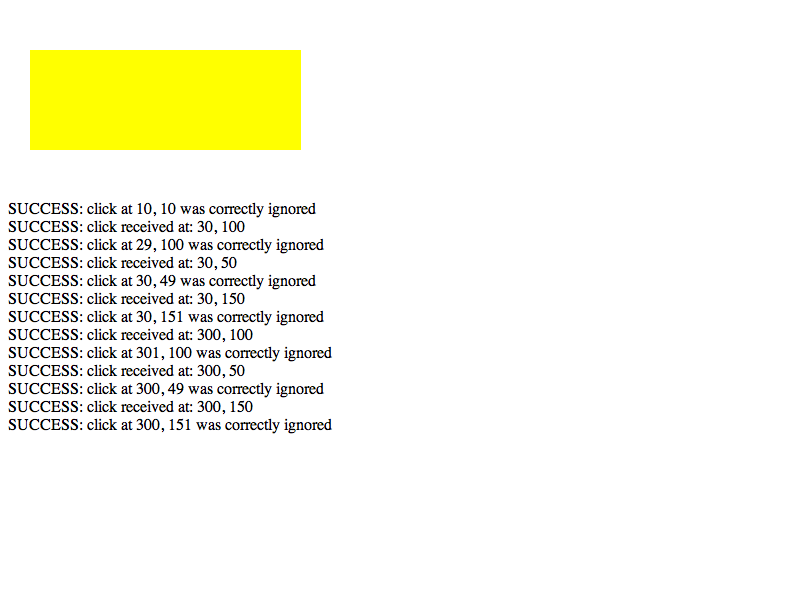 SUCCESS: click at 10, 10 was correctly ignored
SUCCESS: click received at: 30, 100
SUCCESS: click at 29, 100 was correctly ignored
SUCCESS: click received at: 30, 50
SUCCESS: click at 30, 49 was correctly ignored
SUCCESS: click received at: 30, 150
SUCCESS: click at 30, 151 was correctly ignored
SUCCESS: click received at: 300, 100
SUCCESS: click at 301, 100 was correctly ignored
SUCCESS: click received at: 300, 50
SUCCESS: click at 300, 49 was correctly ignored
SUCCESS: click received at: 300, 150
SUCCESS: click at 300, 151 was correctly ignored